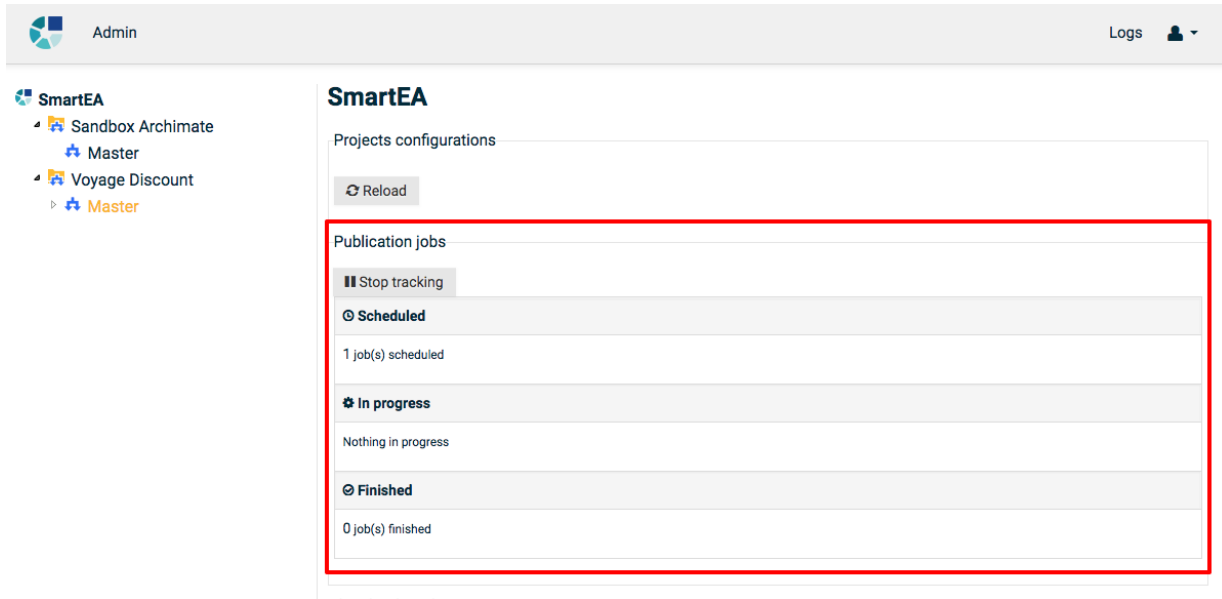 Admin
Logs
SmartEA
Sandbox Archimate
Master
Voyage Discount
Master
SmartEA
Projects configurations
Reload
Publication jobs
Stop tracking
Scheduled
1 job(s) scheduled
In progress
Nothing in progress
Finished
0 job(s) finished